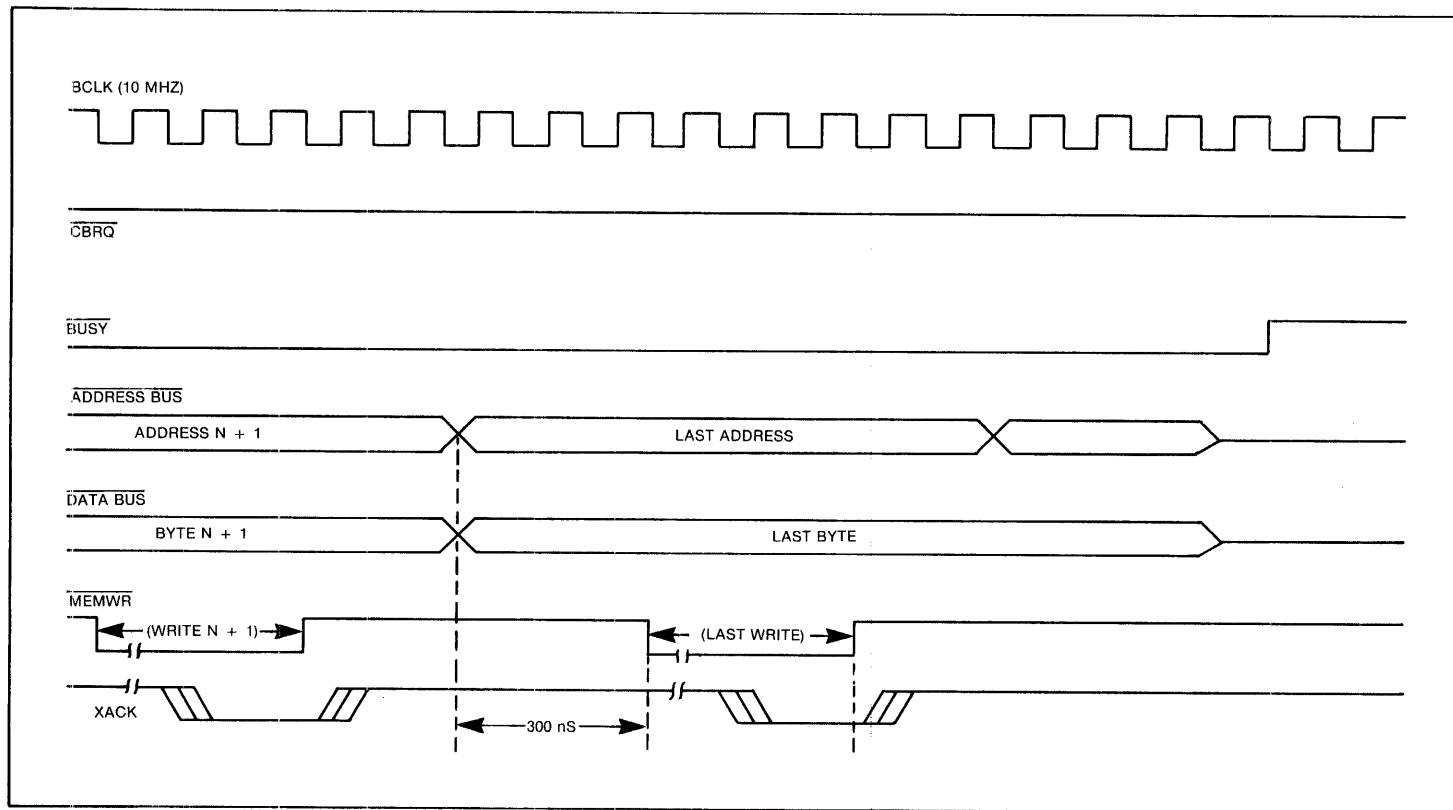 BCLK (10 MHZ)
CBRQ
BUSY
ADDRESS BUS
ADDRESS N + 1 LAST ADDRESS
DATA BUS
BYTE N + 1 LAST BYTE
MEMWR
(WRITE N + 1) (LAST WRITE)
XACK
300 nS